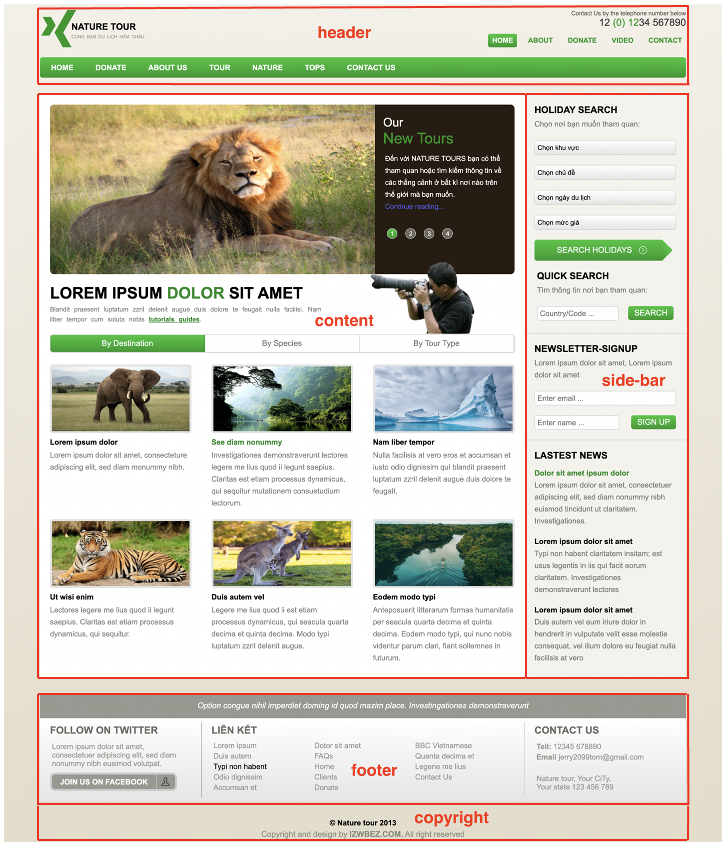 Contact Us by the telephone number below
header
NATURE TOUR
12 (0) 1234 567890
CÙNG BẠN DU LỊCH NĂM CHÂU
HOME ABOUT DONATE VIDEO CONTACT
HOME DONATE ABOUT US TOUR NATURE TOPS CONTACT US
Our
New Tours
Đến với NATURE TOURS bạn có thể
tham quan hoặc tìm kiếm thông tin về
các thắng cảnh ở bất kì nơi nào trên
thế giới mà bạn muốn.
Continue reading...
1 2 3 4
LOREM IPSUM DOLOR SIT AMET
Blandit praesent luptatum zzril delenit augue duis dolore te feugait nulla facilisi. Nam
liber tempor cum soluta nobis tutorials guides.
content
By Destination By Species By Tour Type
Lorem ipsum dolor
Lorem ipsum dolor sit amet, consecteture
adipiscing elit, sed diam monummy nibh.
See diam nonummy
Investigationes demonstraverunt lectores
legere me lius quod ii legunt saepius.
Claritas est etiam processus dynamicus,
qui sequitur mutationem consuetudium
lectorum.
Nam liber tempor
Nulla facilisis at vero eros et accumsan et
iusto odio dignissim qui blandit praesent
luptatum zzril delenit augue duis dolore te
feugait.
Ut wisi enim
Lectores legere me lius quod ii legunt
saepius. Claritas est etiam processus
dynamicus, qui sequitur.
Duis autem vel
Legere me lius quod ii est etiam
processus dynamicus, qui seacula quarta
decima et quinta decima. Modo typi
luptatum zzril delenit augue.
Eodem modo typi
Anteposuerit litterarum formas humanitatis
per seacula quarta decima et quinta
decima. Eodem modo typi, qui nunc nobis
videntur parum clari, fiant sollemnes in
futurum.
HOLIDAY SEARCH
Chọn nơi bạn muốn tham quan:
Chọn khu vực
Chọn chủ đề
Chọn ngày du lịch
Chọn mức giá
SEARCH HOLIDAYS
QUICK SEARCH
Tìm thông tin nơi bạn tham quan:
Country/Code ... SEARCH
NEWSLETTER-SIGNUP
Lorem ipsum dolor sit amet, Lorem ipsum
dolor sit amet
side-bar
Enter email ...
Enter name ... SIGN UP
LASTEST NEWS
Dolor sit amet ipsum dolor
Lorem ipsum dolor sit amet, consectetuer
adipiscing elit, sed diam nonummy nibh
euismod tincidunt ut claritatem.
Investigationes.
Lorem ipsum dolor sit amet
Typi non habent claritatem insitam; est
usus legentis in iis qui facit eorum
claritatem. Investigationes
demonstraverunt lectores
Lorem ipsum dolor sit amet
Duis autem vel eum iriure dolor in
hendrerit in vulputate velit esse molestie
consequat, vel illum dolore eu feugiat nulla
facilisis at vero
Option congue nihil imperdiet doming id quod mazim place. Investigationes demonstraverunt
FOLLOW ON TWITTER
Lorem ipsum dolor sit amet,
consectetuer adipiscing elit, sed diam
nonummy nibh eusimod volutpat.
JOIN US ON FACEBOOK
LIÊN KẾT
Lorem ipsum
Duis autem
Typi non habent
Odio dignissim
Accumsan et
Dotor sit amet
FAQs
Home
Clients
Donate
BBC Vietnamese
Quanta decima et
Legene me lius
Contact Us
footer
CONTACT US
Tell: 12345 678890
Email jerry2099tom@gmail.com
Nature tour, Your CiTy,
Your state 123 456 789
copyright
© Nature tour 2013
Copyright and design by IZWBEZ.COM. All right reserved